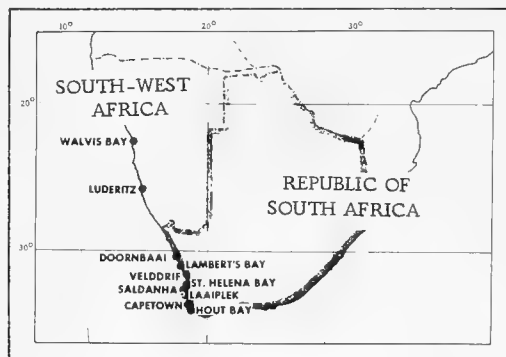 10° 20° 30°
SOUTH-WEST
AFRICA
20°
WALVIS BAY
REPUBLIC OF
SOUTH AFRICA
LUDERITZ
30°
DOORNBAAI
LAMBERT'S BAY
VELDDRIF
ST. HELENA BAY
SALDANHA
LAAIPLEK
CAPETOWN
HOUT BAY